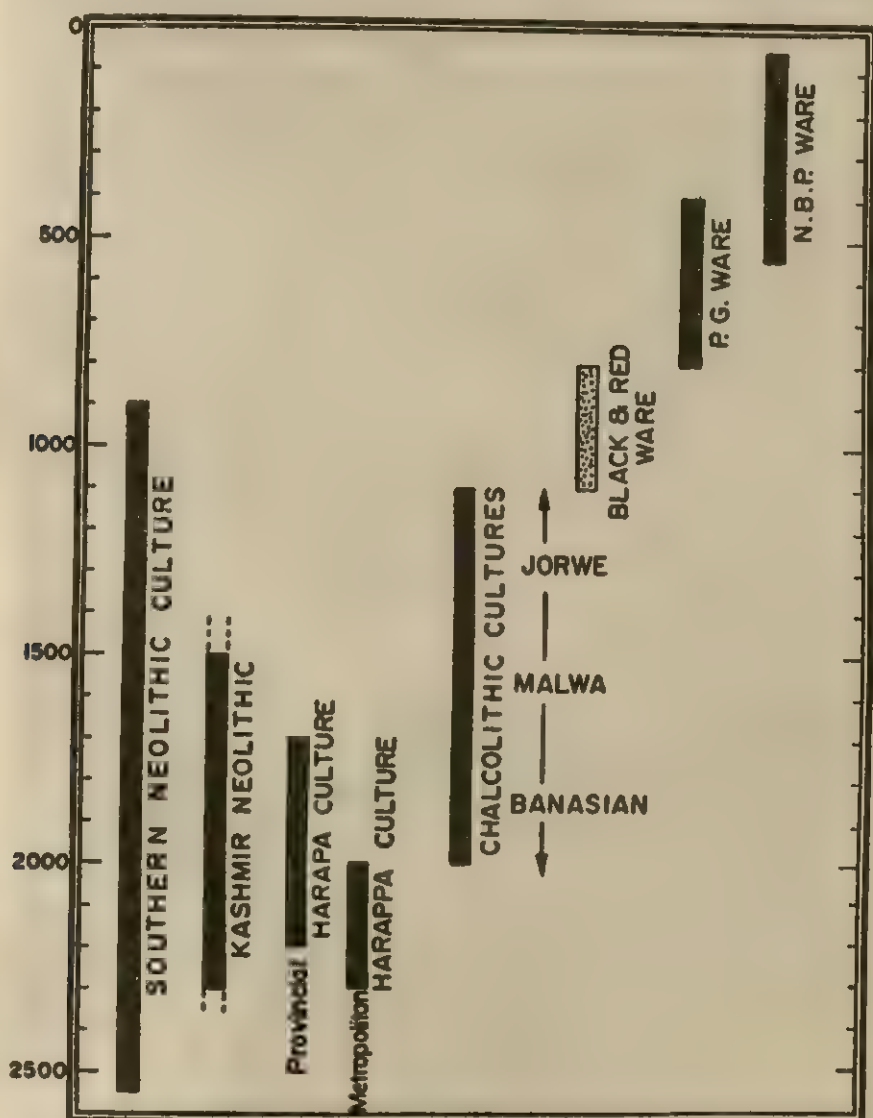 0
500
1000
1500
2000
2500
SOUTHERN NEOLITHIC CULTURE
KASHMIR NEOLITHIC
Provincial
HARAPA CULTURE
Metropoliton
HARAPPA CULTURE
CHALCOLITHIC CULTURES
JORWE
MALWA
BANASIAN
BLACK & RED
WARE
P. G. WARE
N.B.P. WARE